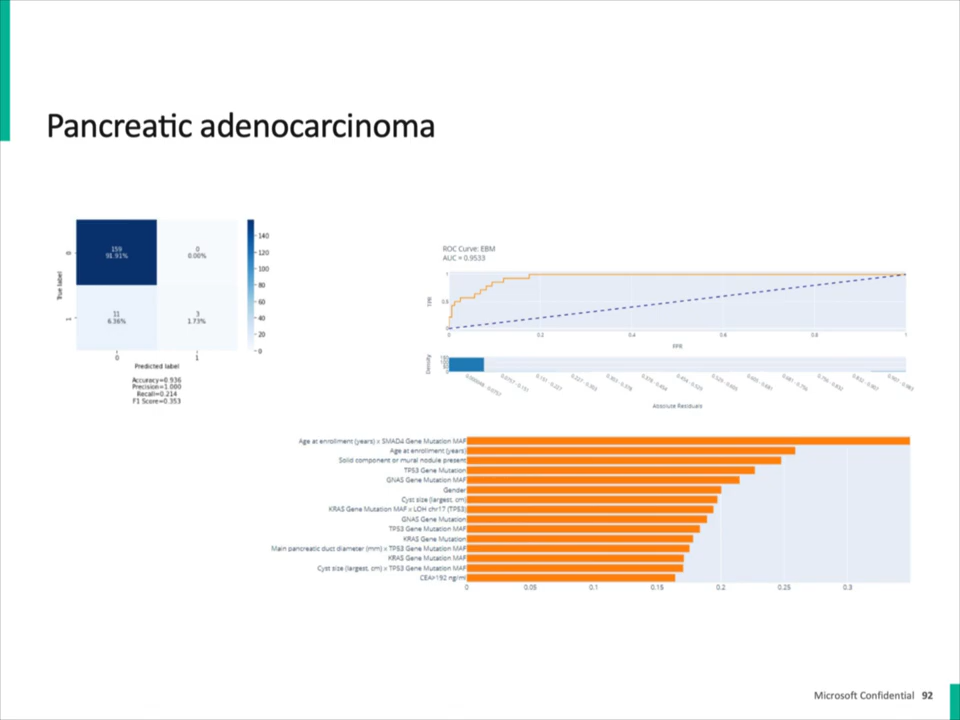 Pancreatic adenocarcinoma
159
91.91%
0
0.00%
11
6.36%
3
1.73%
True label
0
1
0
1
Predicted label
140
120
100
80
60
40
20
0
Accuracy=0.936
Precision=1.000
Recall=0.214
F1 Score=0.353
ROC Curve: EBM
AUC = 0.9533
TPR
1
0.5
0
0
0.2
0.4
0.6
0.8
1
FPR
Density
Absolute Residuals
Age at enrollment (years) x SMAD4 Gene Mutation MAF
Age at enrollment (years)
Solid component or mural nodule present
TP53 Gene Mutation
GNAS Gene Mutation MAF
Gender
Cyst size (largest, cm)
KRAS Gene Mutation MAF x LOH chr17 (TP53)
GNAS Gene Mutation
TP53 Gene Mutation MAF
KRAS Gene Mutation
Main pancreatic duct diameter (mm) x TP53 Gene Mutation MAF
KRAS Gene Mutation MAF
Cyst size (largest, cm) x TP53 Gene Mutation MAF
CEA>192 ng/ml
0
0.05
0.1
0.15
0.2
0.25
0.3
Microsoft Confidential 92